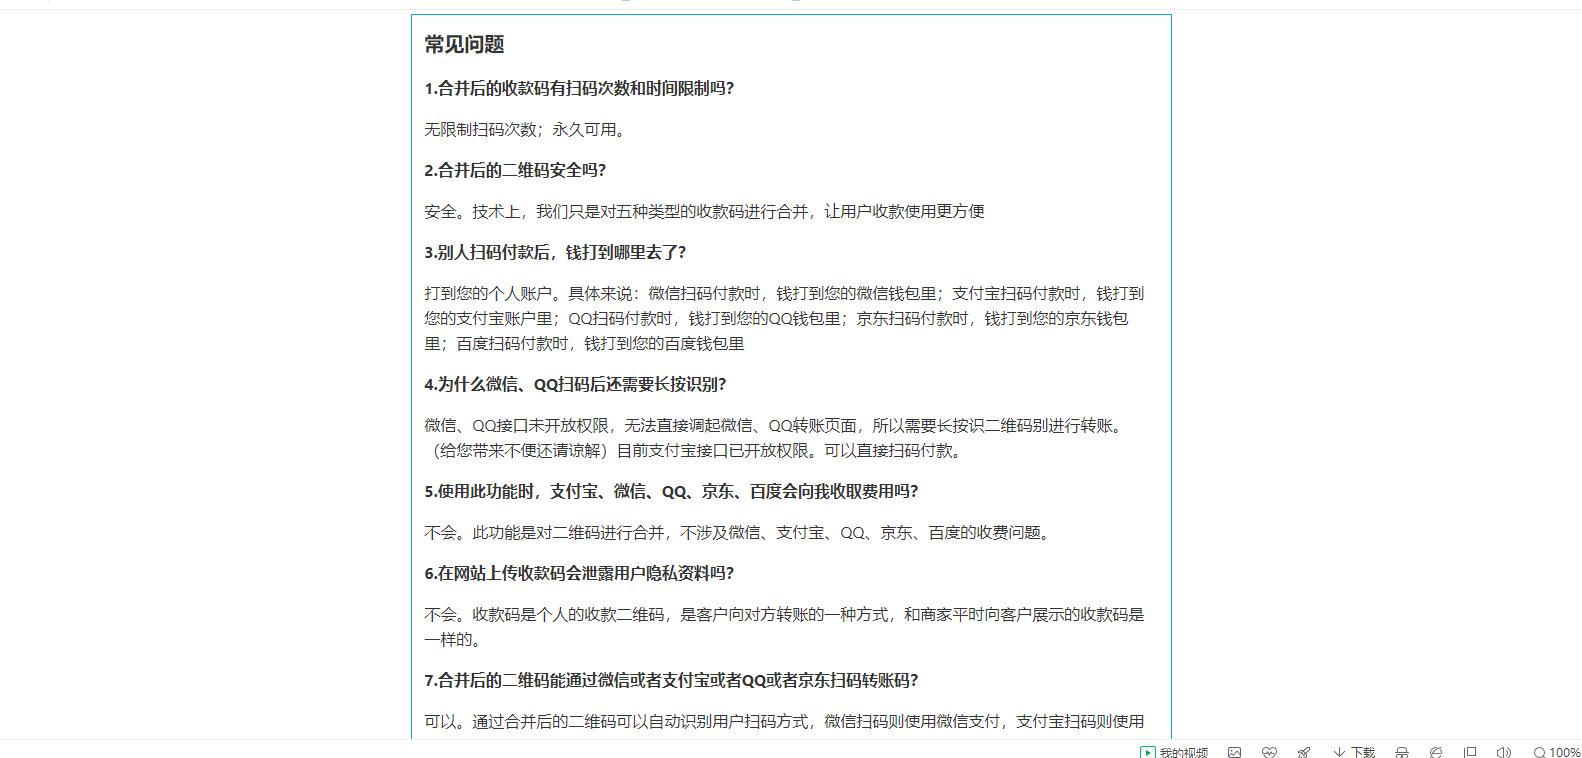 常见问题
1.合并后的收款码有扫码次数和时间限制吗？
无限制扫码次数；永久可用。
2.合并后的二维码安全吗？
安全。技术上，我们只是对五种类型的收款码进行合并，让用户收款使用更方便
3.别人扫码付款后，钱打到哪里去了？
打到您的个人账户。具体来说：微信扫码付款时，钱打到您的微信钱包里；支付宝扫码付款时，钱打到
您的支付宝账户里；QQ扫码付款时，钱打到您的QQ钱包里；京东扫码付款时，钱打到您的京东钱包
里；百度扫码付款时，钱打到您的百度钱包里
4.为什么微信、QQ扫码后还需要长按识别？
微信、QQ接口未开放权限，无法直接调起微信、QQ转账页面，所以需要长按识二维码别进行转账。
（给您带来不便还请谅解）目前支付宝接口已开放权限。可以直接扫码付款。
5.使用此功能时，支付宝、微信、QQ、京东、百度会向我收取费用吗？
不会。此功能是对二维码进行合并，不涉及微信、支付宝、QQ、京东、百度的收费问题。
6.在网站上传收款码会泄露用户隐私资料吗？
不会。收款码是个人的收款二维码，是客户向对方转账的一种方式，和商家平时向客户展示的收款码是
一样的。
7.合并后的二维码能通过微信或者支付宝或者QQ或者京东扫码转账码？
可以。通过合并后的二维码可以自动识别用户扫码方式，微信扫码则使用微信支付，支付宝扫码则使用
我的视频 下载 100%